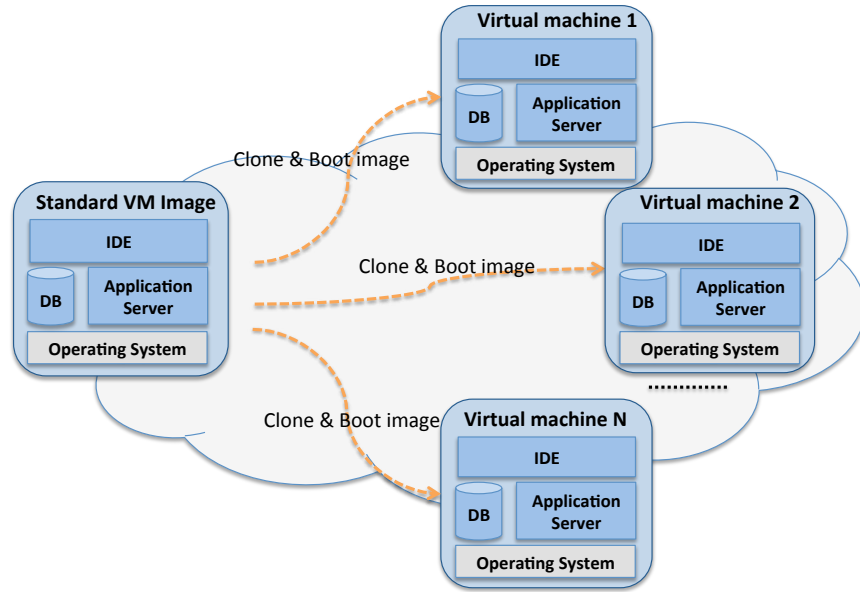 Virtual machine 1
IDE
DB
Application
Server
Operating System
Clone & Boot image
Standard VM Image
IDE
DB
Application
Server
Operating System
Clone & Boot image
Virtual machine 2
IDE
DB
Application
Server
Operating System
..............
Clone & Boot image
Virtual machine N
IDE
DB
Application
Server
Operating System